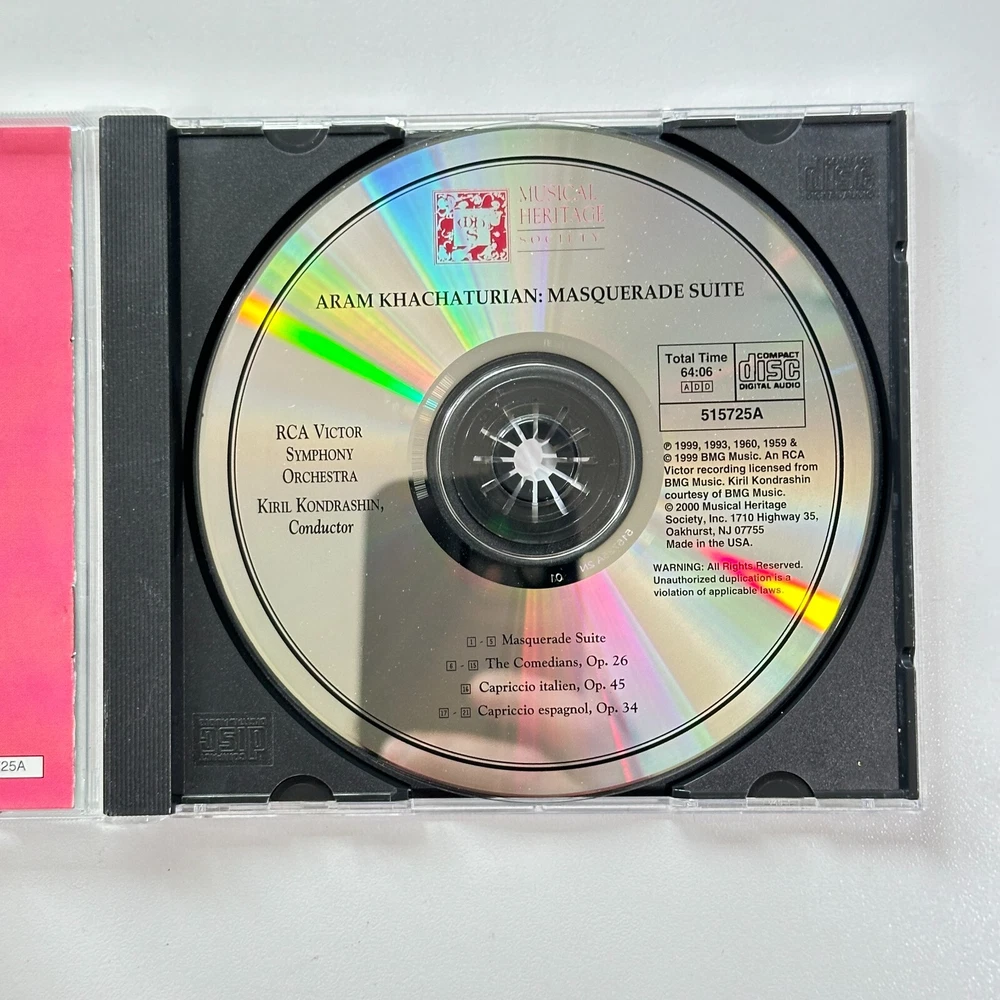 MUSICAL
HERITAGE
SOCIETY
ARAM KHACHATURIAN: MASQUERADE SUITE
Total Time
64:06
ADD
COMPACT
disc
DIGITAL AUDIO
515725A
RCA VICTOR
SYMPHONY
ORCHESTRA
KIRIL KONDRASHIN,
Conductor
℗ 1999, 1993, 1960, 1959 &
© 1999 BMG Music. An RCA
Victor recording licensed from
BMG Music. Kiril Kondrashin
courtesy of BMG Music.
© 2000 Musical Heritage
Society, Inc. 1710 Highway 35,
Oakhurst, NJ 07755
Made in the USA.
WARNING: All Rights Reserved.
Unauthorized duplication is a
violation of applicable laws.
1 - 5 Masquerade Suite
6 - 15 The Comedians, Op. 26
16 Capriccio italien, Op. 45
17 - 21 Capriccio espagnol, Op. 34
25A